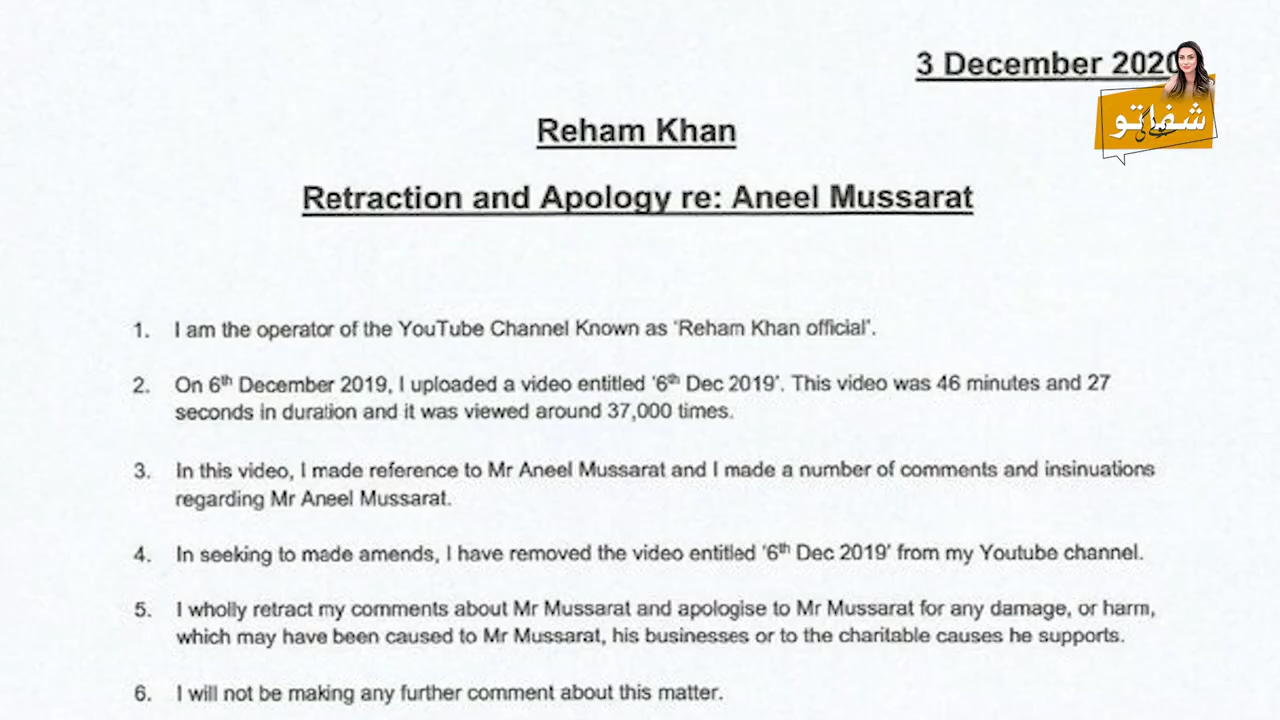 3 December 2020
شفاتو
ہوئے گی
Reham Khan
Retraction and Apology re: Aneel Mussarat
1. I am the operator of the YouTube Channel Known as 'Reham Khan official'.
2. On 6th December 2019, I uploaded a video entitled '6th Dec 2019'. This video was 46 minutes and 27
seconds in duration and it was viewed around 37,000 times.
3. In this video, I made reference to Mr Aneel Mussarat and I made a number of comments and insinuations
regarding Mr Aneel Mussarat.
4. In seeking to made amends, I have removed the video entitled '6th Dec 2019' from my Youtube channel.
5. I wholly retract my comments about Mr Mussarat and apologise to Mr Mussarat for any damage, or harm,
which may have been caused to Mr Mussarat, his businesses or to the charitable causes he supports.
6. I will not be making any further comment about this matter.